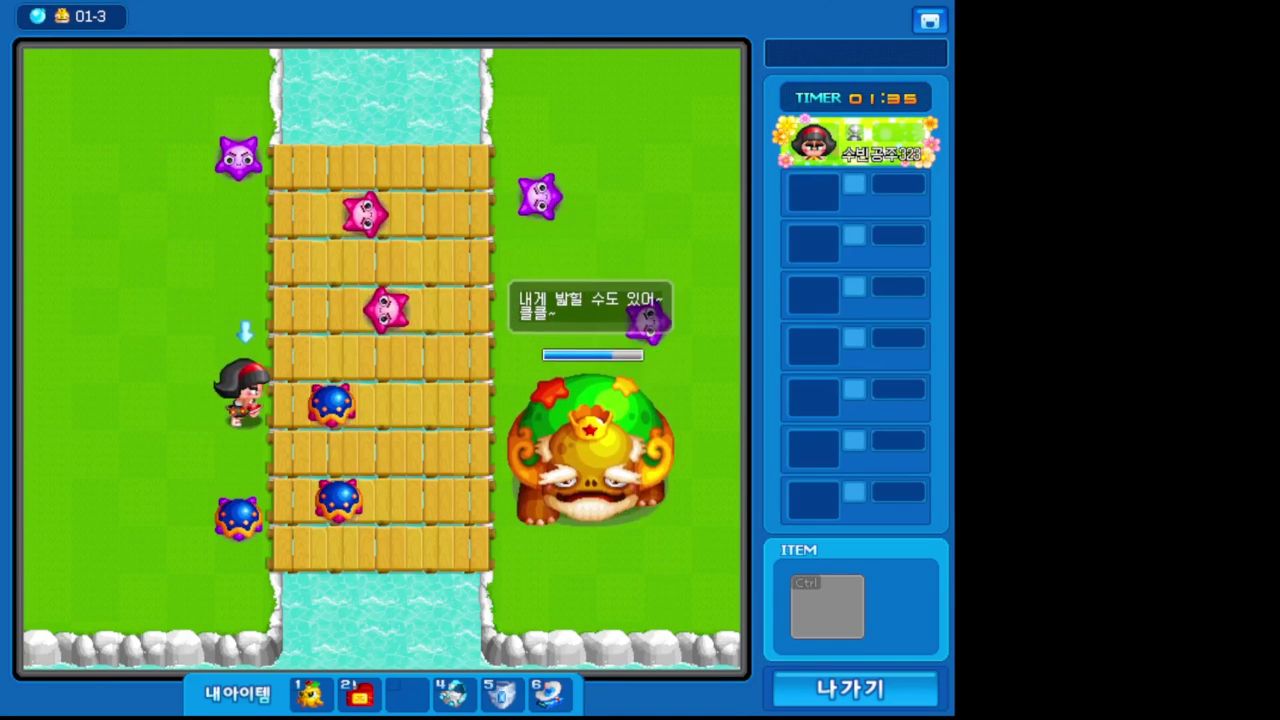 01-3
TIMER 01:35
수빈공주323
내게 밟힐 수도 있어~
클클~
ITEM
Ctrl
나가기
내아이템
1
2
4
5
6